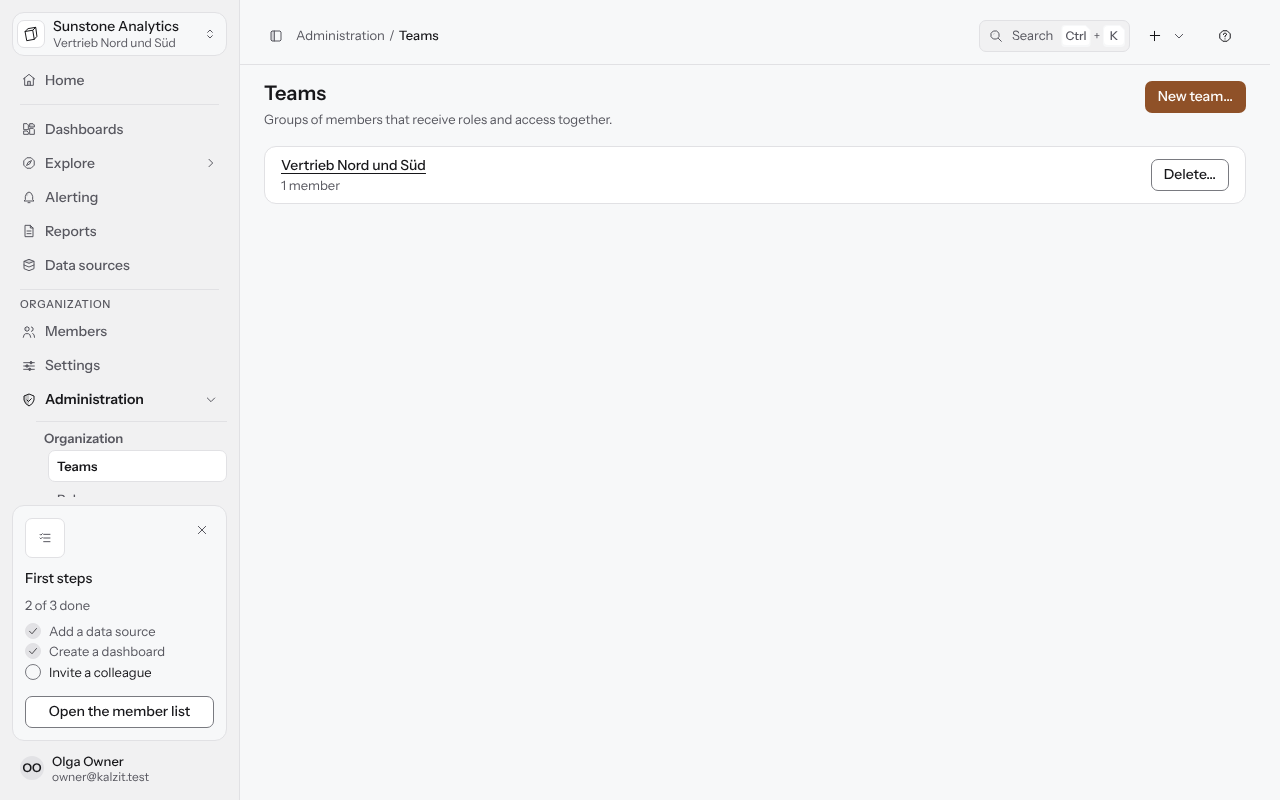 Sunstone Analytics
Vertrieb Nord und Süd
Home
Dashboards
Explore
Alerting
Reports
Data sources
ORGANIZATION
Members
Settings
Administration
Organization
Teams
First steps
2 of 3 done
Add a data source
Create a dashboard
Invite a colleague
Open the member list
OO
Olga Owner
owner@kalzit.test
Administration / Teams
Search Ctrl + K
Teams
Groups of members that receive roles and access together.
New team...
Vertrieb Nord und Süd
1 member
Delete...